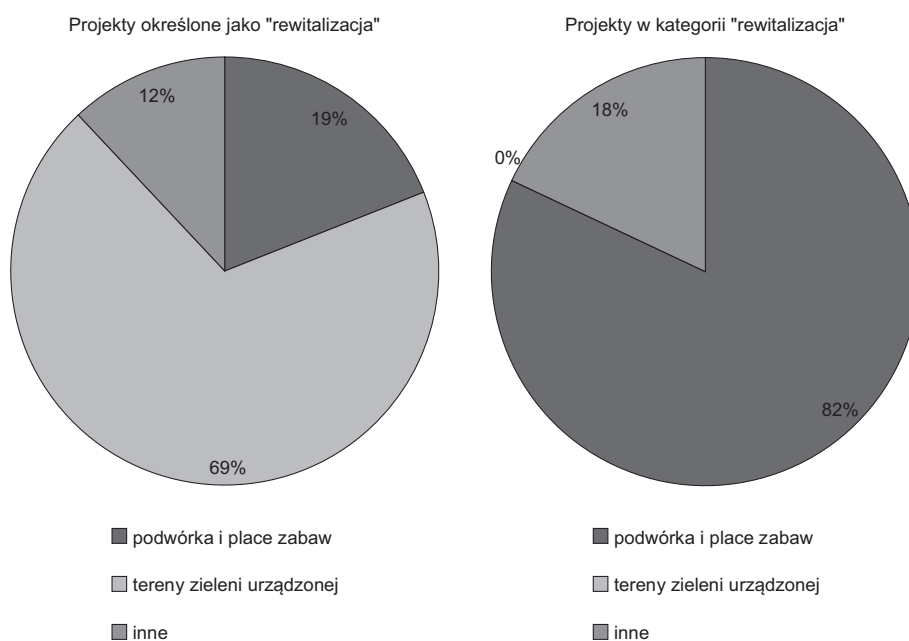 Projekty określone jako "rewitalizacja"
12%
19%
69%
podwórka i place zabaw
tereny zieleni urządzonej
inne
Projekty w kategorii "rewitalizacja"
18%
0%
82%
podwórka i place zabaw
tereny zieleni urządzonej
inne